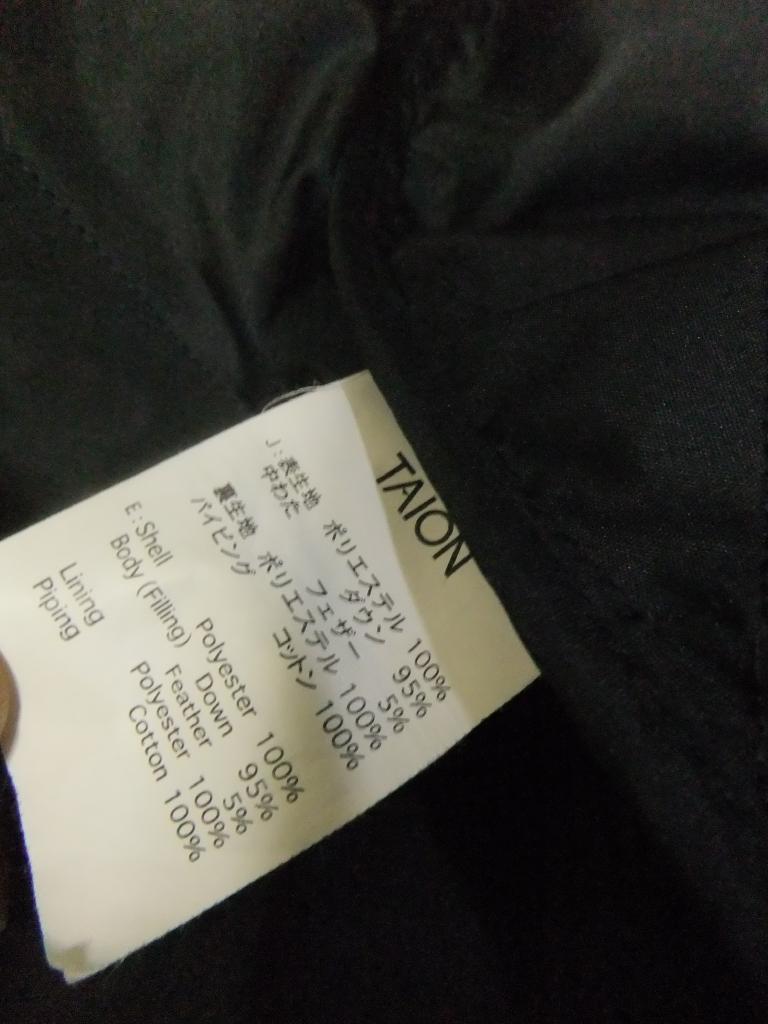 TAION
J : 表生地 ポリエステル 100%
中わた ダウン 95%
フェザー 5%
裏生地 ポリエステル 100%
パイピング コットン 100%
E : Shell Polyester 100%
Body (Filling) Down 95%
Feather 5%
Lining Polyester 100%
Piping Cotton 100%